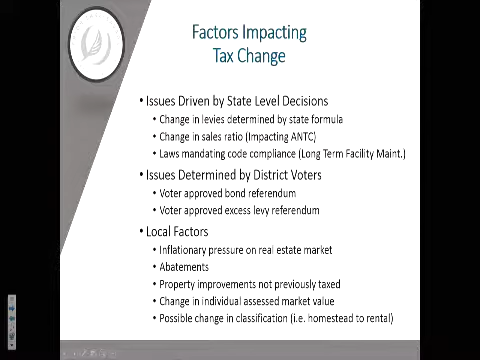 Factors Impacting
Tax Change
• Issues Driven by State Level Decisions
• Change in levies determined by state formula
• Change in sales ratio (Impacting ANTC)
• Laws mandating code compliance (Long Term Facility Maint.)
• Issues Determined by District Voters
• Voter approved bond referendum
• Voter approved excess levy referendum
• Local Factors
• Inflationary pressure on real estate market
• Abatements
• Property improvements not previously taxed
• Change in individual assessed market value
• Possible change in classification (i.e. homestead to rental)